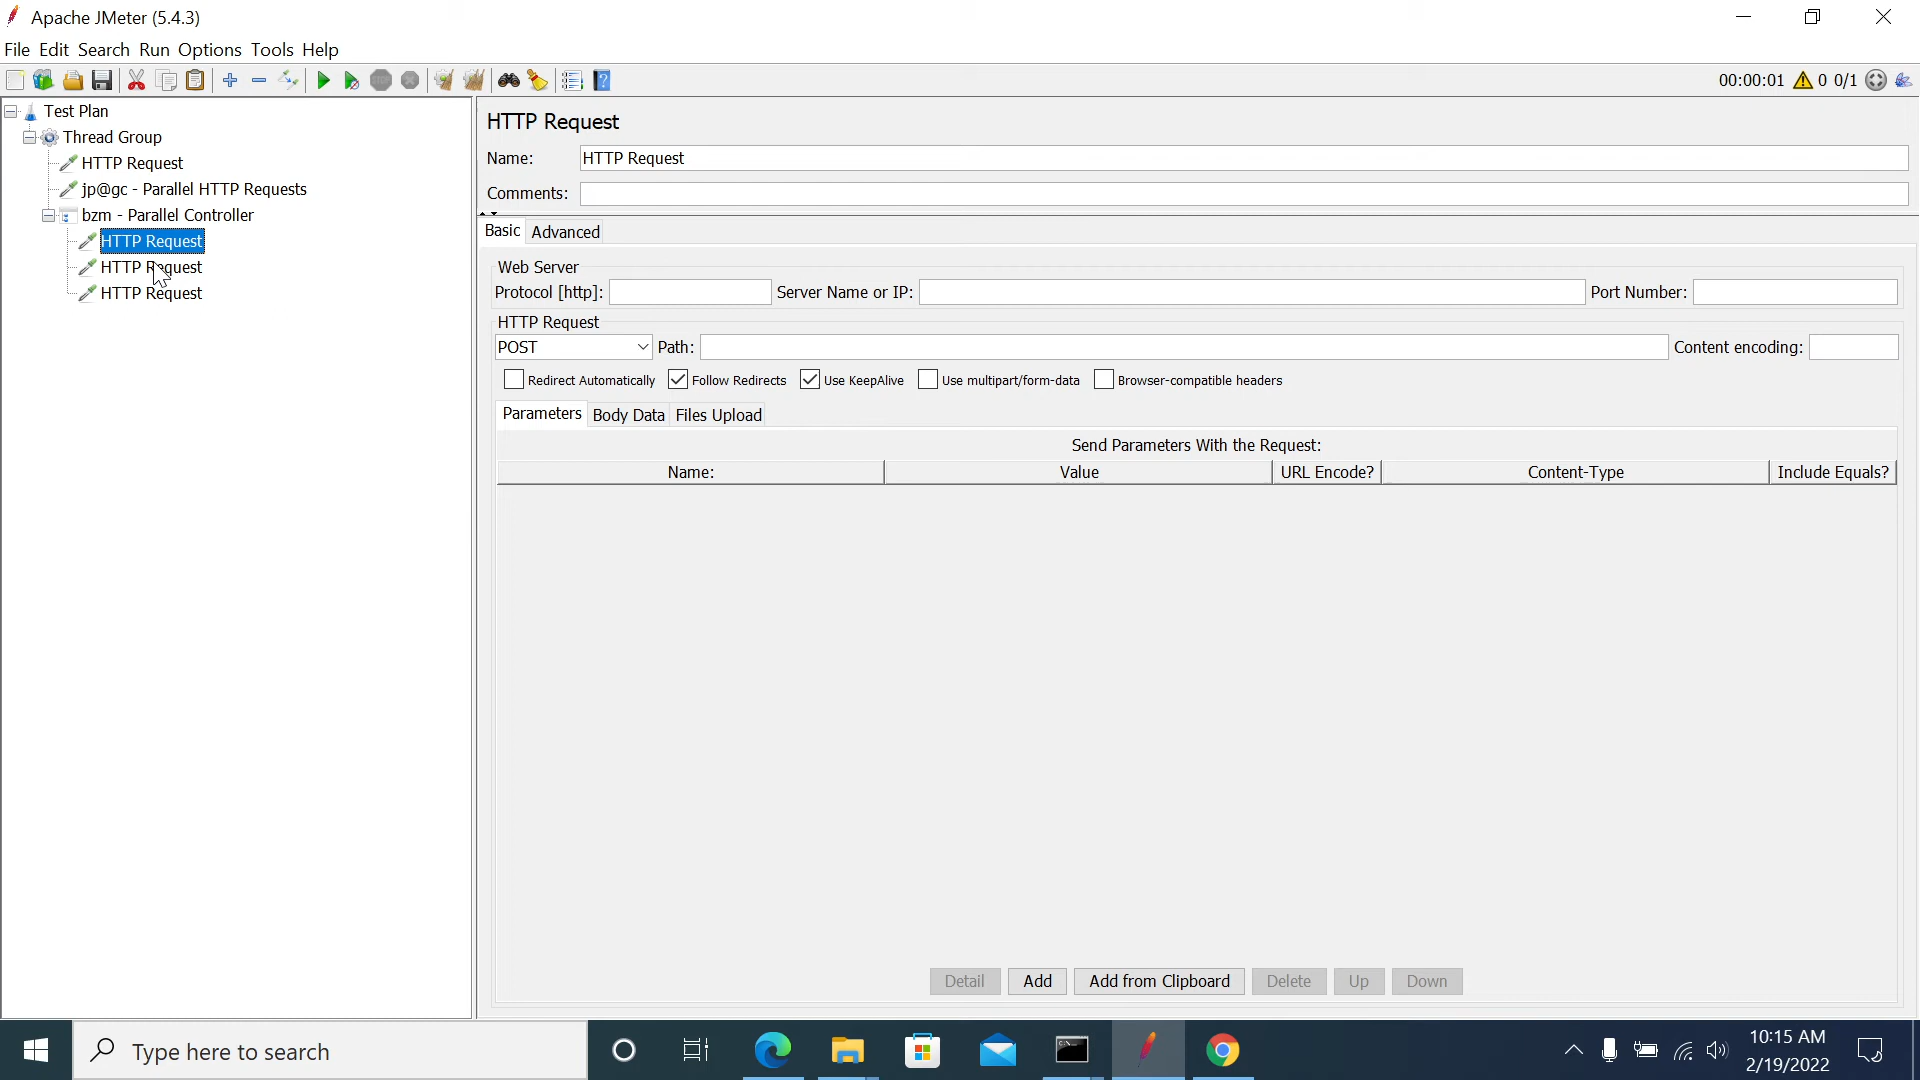 Apache JMeter (5.4.3)
File Edit Search Run Options Tools Help
00:00:01 0 0/1
Test Plan
Thread Group
HTTP Request
jp@gc - Parallel HTTP Requests
bzm - Parallel Controller
HTTP Request
HTTP Request
HTTP Request
HTTP Request
Name: HTTP Request
Comments:
Basic Advanced
Web Server
Protocol [http]: Server Name or IP: Port Number:
HTTP Request
POST Path: Content encoding:
Redirect Automatically Follow Redirects Use KeepAlive Use multipart/form-data Browser-compatible headers
Parameters Body Data Files Upload
Send Parameters With the Request:
Name: Value URL Encode? Content-Type Include Equals?
Detail Add Add from Clipboard Delete Up Down
Type here to search
10:15 AM
2/19/2022